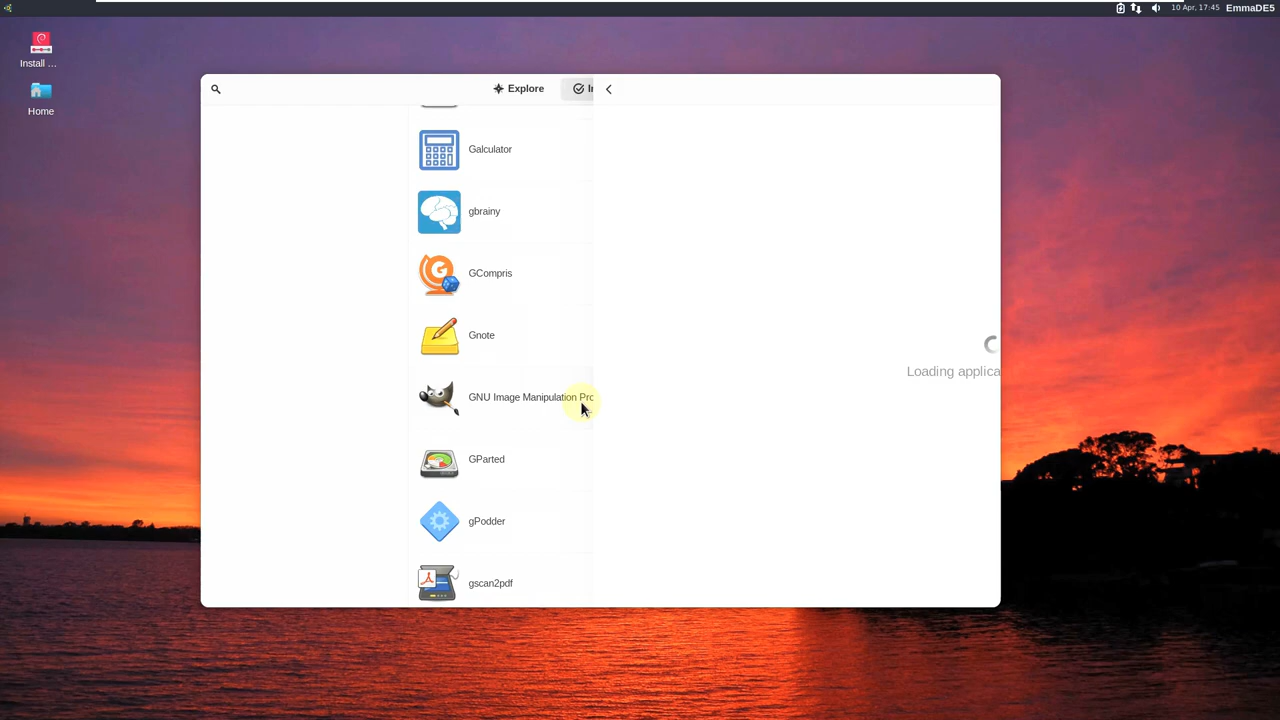 10 Apr, 17:45
EmmaDE5
Install ...
Home
Explore
Galculator
gbrainy
GCompris
Gnote
GNU Image Manipulation Pro
GParted
gPodder
gscan2pdf
Loading applica